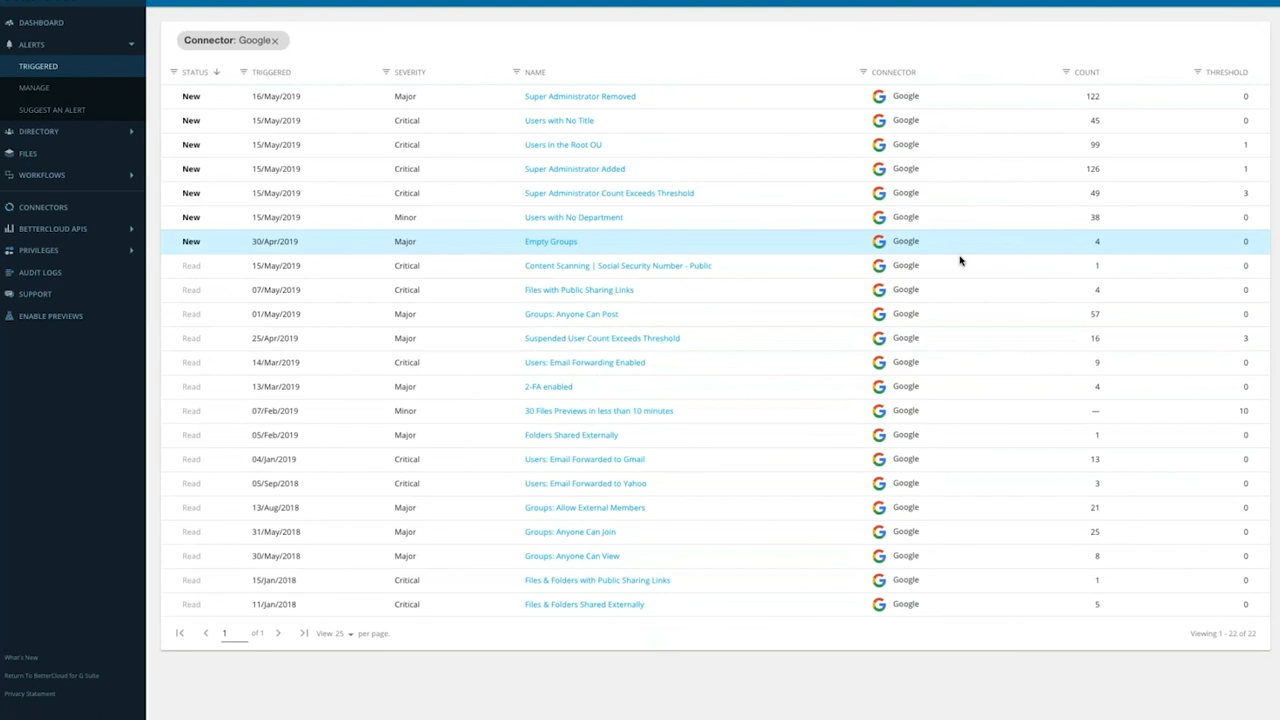 DASHBOARD
ALERTS
TRIGGERED
MANAGE
SUGGEST AN ALERT
DIRECTORY
FILES
WORKFLOWS
CONNECTORS
BETTERCLOUD APIS
PRIVILEGES
AUDIT LOGS
SUPPORT
ENABLE PREVIEWS
What's New
Return To BetterCloud for G Suite
Privacy Statement
Connector: Google
STATUS TRIGGERED SEVERITY NAME CONNECTOR COUNT THRESHOLD
New 16/May/2019 Major Super Administrator Removed Google 122 0
New 15/May/2019 Critical Users with No Title Google 45 0
New 15/May/2019 Critical Users in the Root OU Google 99 1
New 15/May/2019 Critical Super Administrator Added Google 126 1
New 15/May/2019 Critical Super Administrator Count Exceeds Threshold Google 49 3
New 15/May/2019 Minor Users with No Department Google 38 0
New 30/Apr/2019 Major Empty Groups Google 4 0
Read 15/May/2019 Critical Content Scanning | Social Security Number - Public Google 1 0
Read 07/May/2019 Critical Files with Public Sharing Links Google 4 0
Read 01/May/2019 Major Groups: Anyone Can Post Google 57 0
Read 25/Apr/2019 Major Suspended User Count Exceeds Threshold Google 16 3
Read 14/Mar/2019 Critical Users: Email Forwarding Enabled Google 9 0
Read 13/Mar/2019 Major 2-FA enabled Google 4 0
Read 07/Feb/2019 Minor 30 Files Previews in less than 10 minutes Google — 10
Read 05/Feb/2019 Major Folders Shared Externally Google 1 0
Read 04/Jan/2019 Critical Users: Email Forwarded to Gmail Google 13 0
Read 05/Sep/2018 Critical Users: Email Forwarded to Yahoo Google 3 0
Read 13/Aug/2018 Major Groups: Allow External Members Google 21 0
Read 31/May/2018 Major Groups: Anyone Can Join Google 25 0
Read 30/May/2018 Major Groups: Anyone Can View Google 8 0
Read 15/Jan/2018 Critical Files & Folders with Public Sharing Links Google 1 0
Read 11/Jan/2018 Critical Files & Folders Shared Externally Google 5 0
1 of 1 View 25 per page. Viewing 1 - 22 of 22